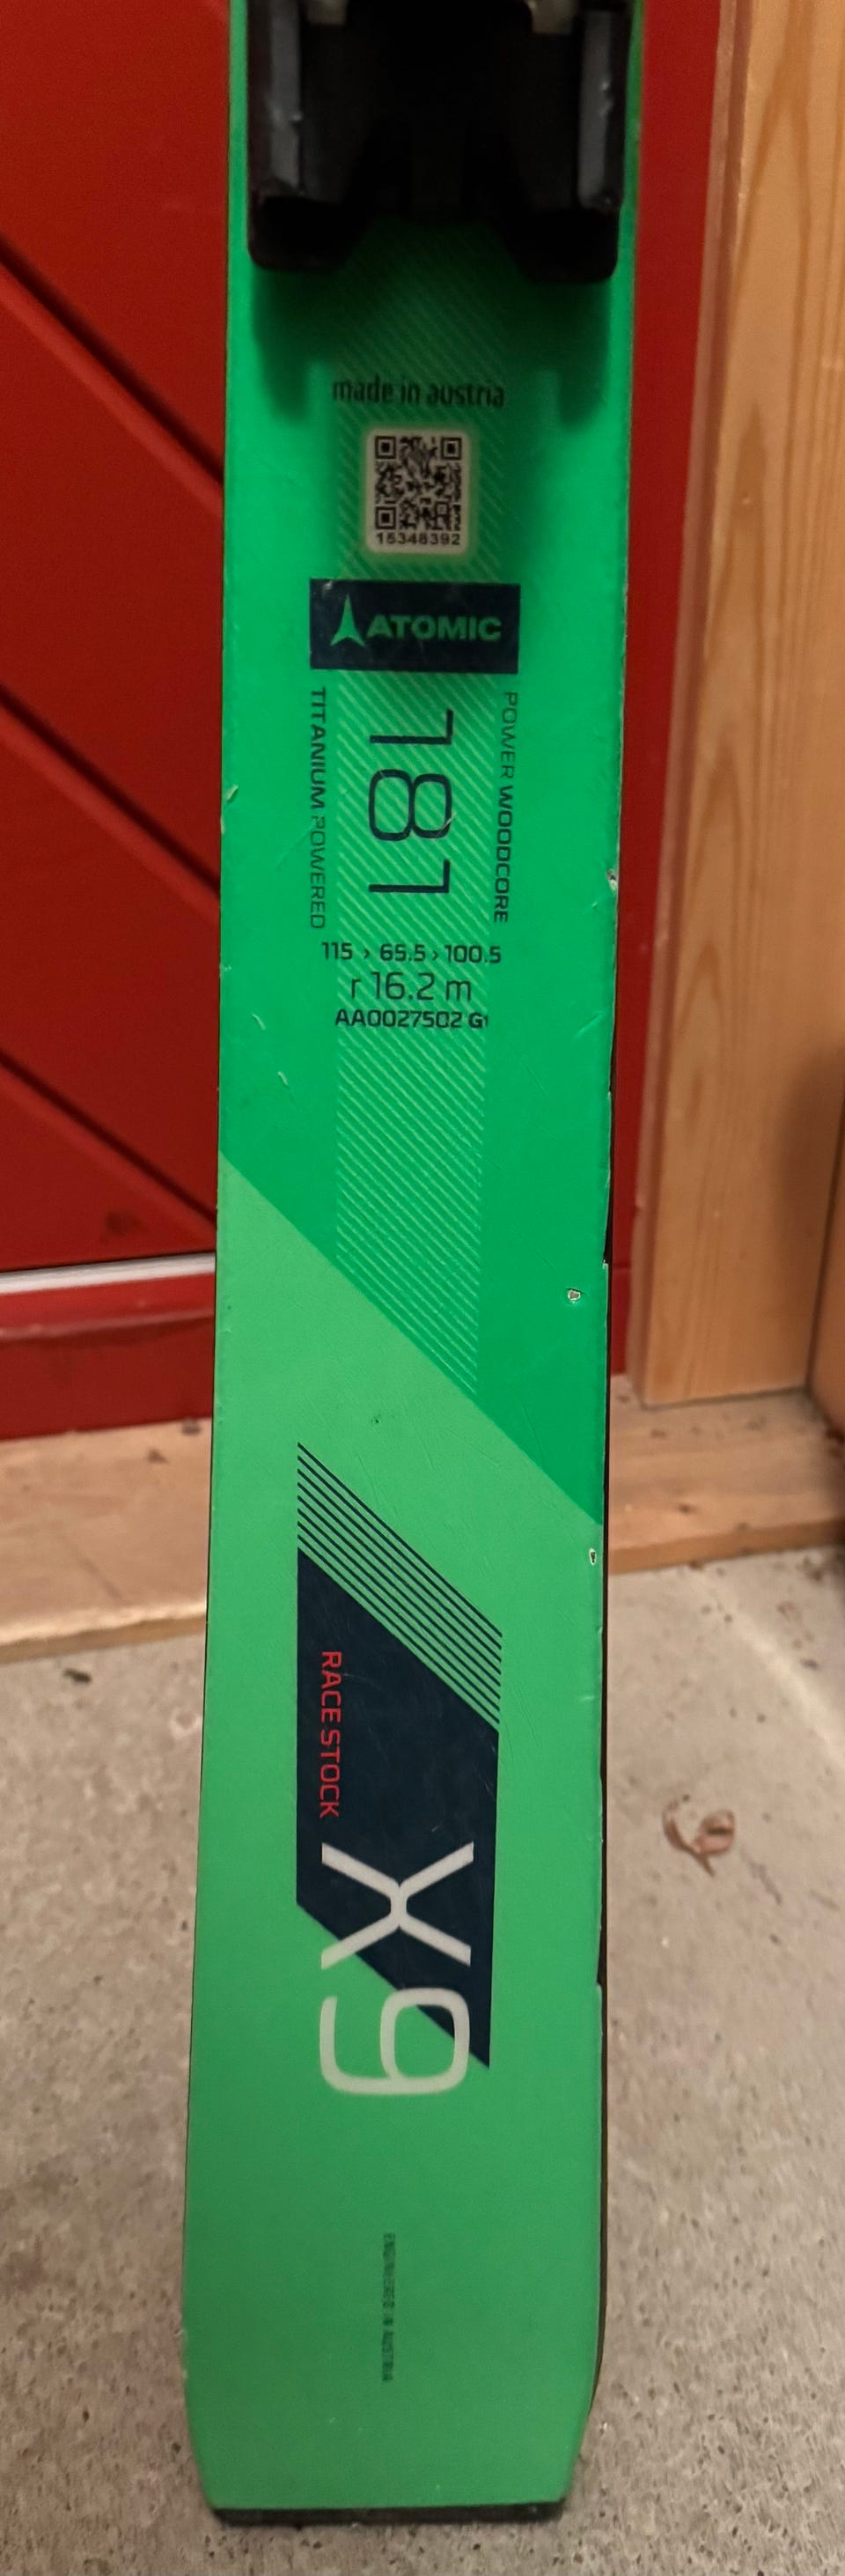 made in austria
15348392
ATOMIC
TITANIUM POWERED
181
POWER WOODCORE
115 › 65.5 › 100.5
r 16.2 m
AA0027502 G
RACE STOCK
X9
ENGINEERED IN AUSTRIA